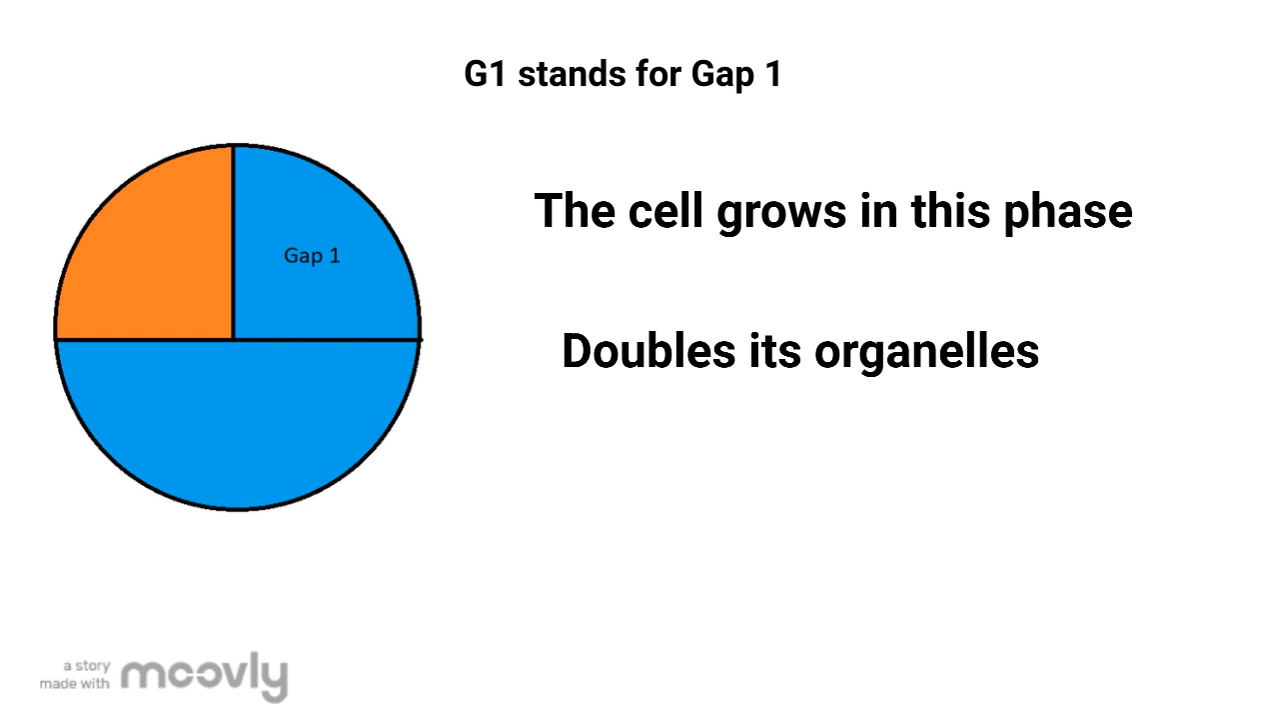 G1 stands for Gap 1
The cell grows in this phase
Gap 1
Doubles its organelles
a story
made with moovly